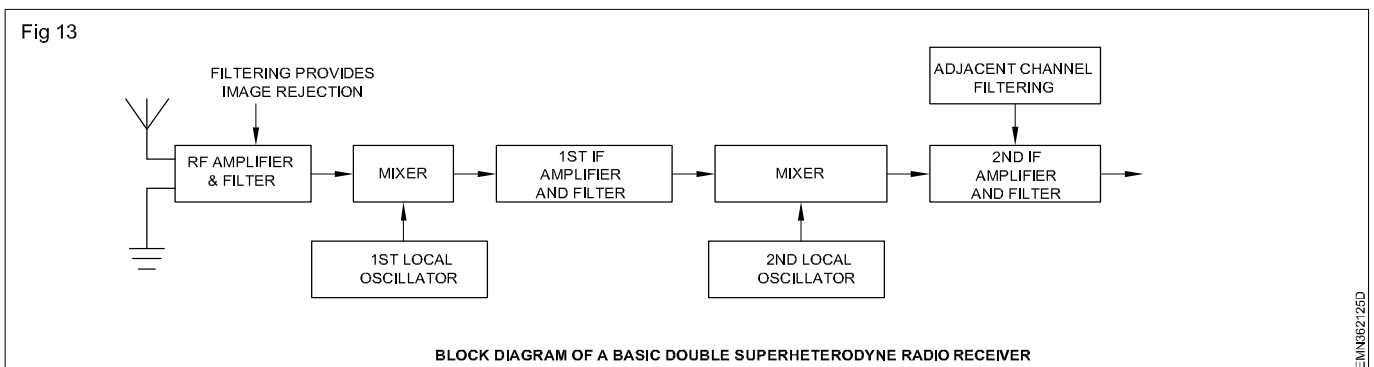 Fig 13
FILTERING PROVIDES
IMAGE REJECTION
ADJACENT CHANNEL
FILTERING
RF AMPLIFIER
& FILTER
MIXER
1ST IF
AMPLIFIER
AND FILTER
MIXER
2ND IF
AMPLIFIER
AND FILTER
1ST LOCAL
OSCILLATOR
2ND LOCAL
OSCILLATOR
BLOCK DIAGRAM OF A BASIC DOUBLE SUPERHETERODYNE RADIO RECEIVER
EMN362125D